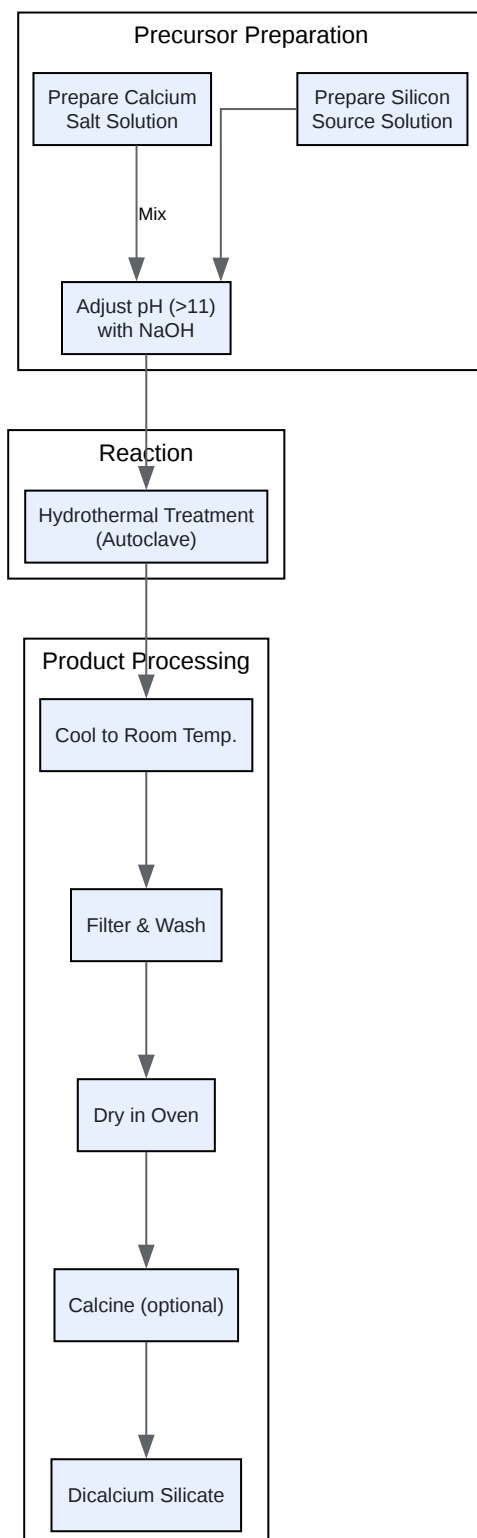 Precursor Preparation
Prepare Calcium
Salt Solution
Prepare Silicon
Source Solution
Mix
Adjust pH (>11)
with NaOH
Reaction
Hydrothermal Treatment
(Autoclave)
Product Processing
Cool to Room Temp.
Filter & Wash
Dry in Oven
Calcine (optional)
Dicalcium Silicate